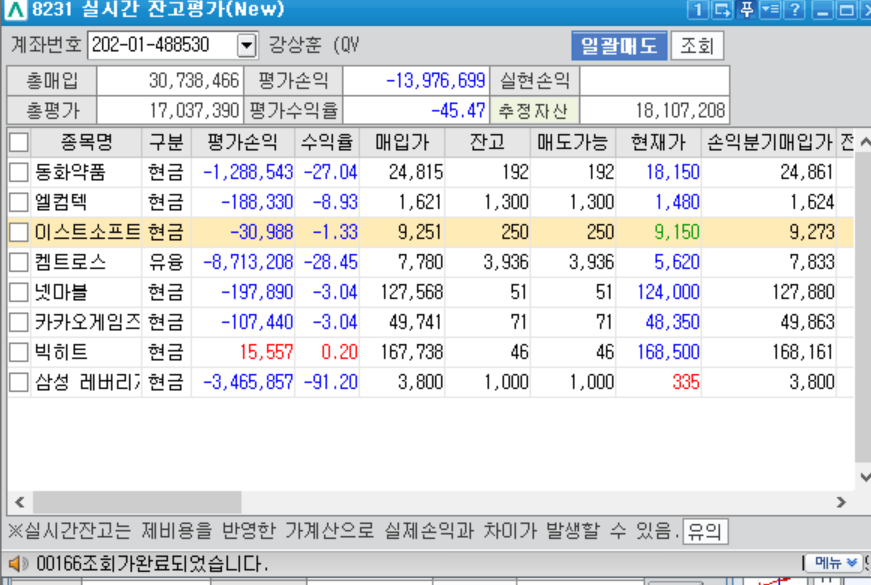 8231 실시간 잔고평가(New)
계좌번호 202-01-488530 강상훈 (QV 일괄매도 조회
총매입 30,738,466 평가손익 -13,976,699 실현손익
총평가 17,037,390 평가수익율 -45.47 추정자산 18,107,208
종목명 구분 평가손익 수익율 매입가 잔고 매도가능 현재가 손익분기매입가 전
동화약품 현금 -1,288,543 -27.04 24,815 192 192 18,150 24,861
엘컴텍 현금 -188,330 -8.93 1,621 1,300 1,300 1,480 1,624
이스트소프트 현금 -30,988 -1.33 9,251 250 250 9,150 9,273
켐트로스 유융 -8,713,208 -28.45 7,780 3,936 3,936 5,620 7,833
넷마블 현금 -197,890 -3.04 127,568 51 51 124,000 127,880
카카오게임즈 현금 -107,440 -3.04 49,741 71 71 48,350 49,863
빅히트 현금 15,557 0.20 167,738 46 46 168,500 168,161
삼성 레버리 현금 -3,465,857 -91.20 3,800 1,000 1,000 335 3,800
※실시간잔고는 제비용을 반영한 가계산으로 실제손익과 차이가 발생할 수 있음. 유의
00166조회가완료되었습니다.
메뉴